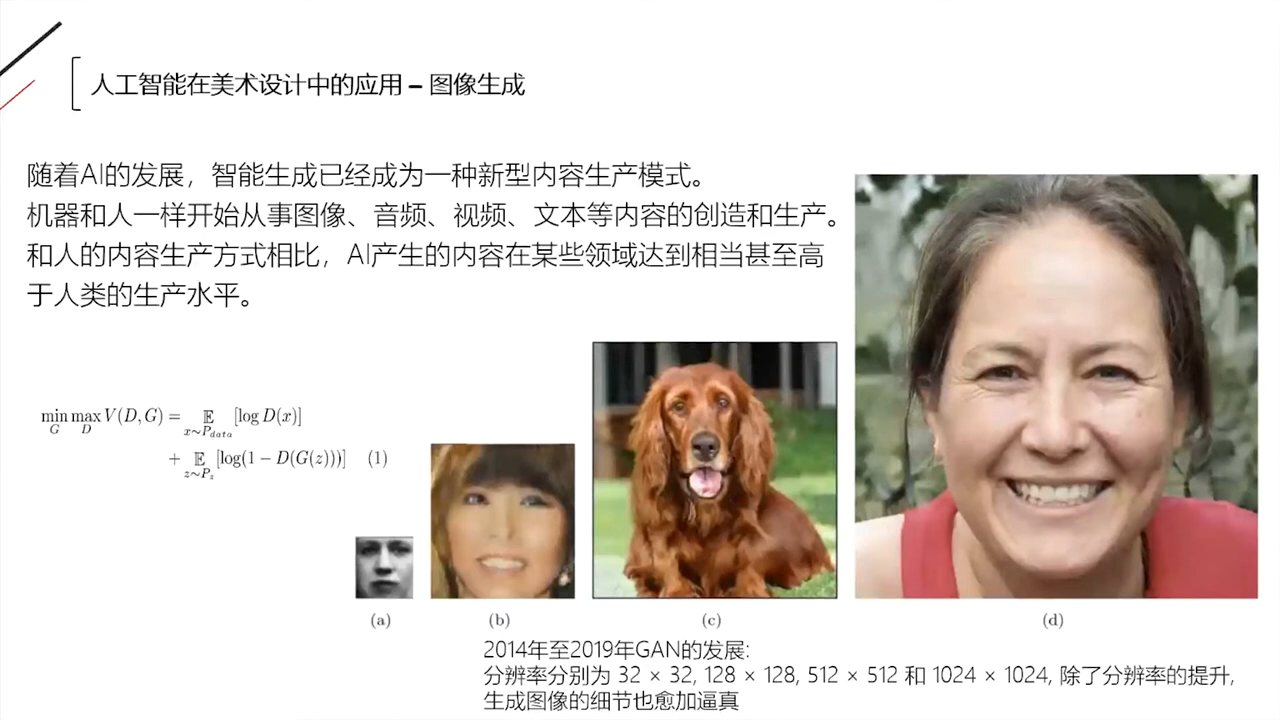 人工智能在美术设计中的应用 – 图像生成
随着AI的发展，智能生成已经成为一种新型内容生产模式。
机器和人一样开始从事图像、音频、视频、文本等内容的创造和生产。
和人的内容生产方式相比，AI产生的内容在某些领域达到相当甚至高
于人类的生产水平。
min_G max_D V(D, G) = 𝔼_{x∼P_{data}} [log D(x)]
+ 𝔼_{z∼P_z} [log(1 − D(G(z)))] (1)
(a) (b) (c) (d)
2014年至2019年GAN的发展:
分辨率分别为 32 × 32, 128 × 128, 512 × 512 和 1024 × 1024, 除了分辨率的提升,
生成图像的细节也愈加逼真